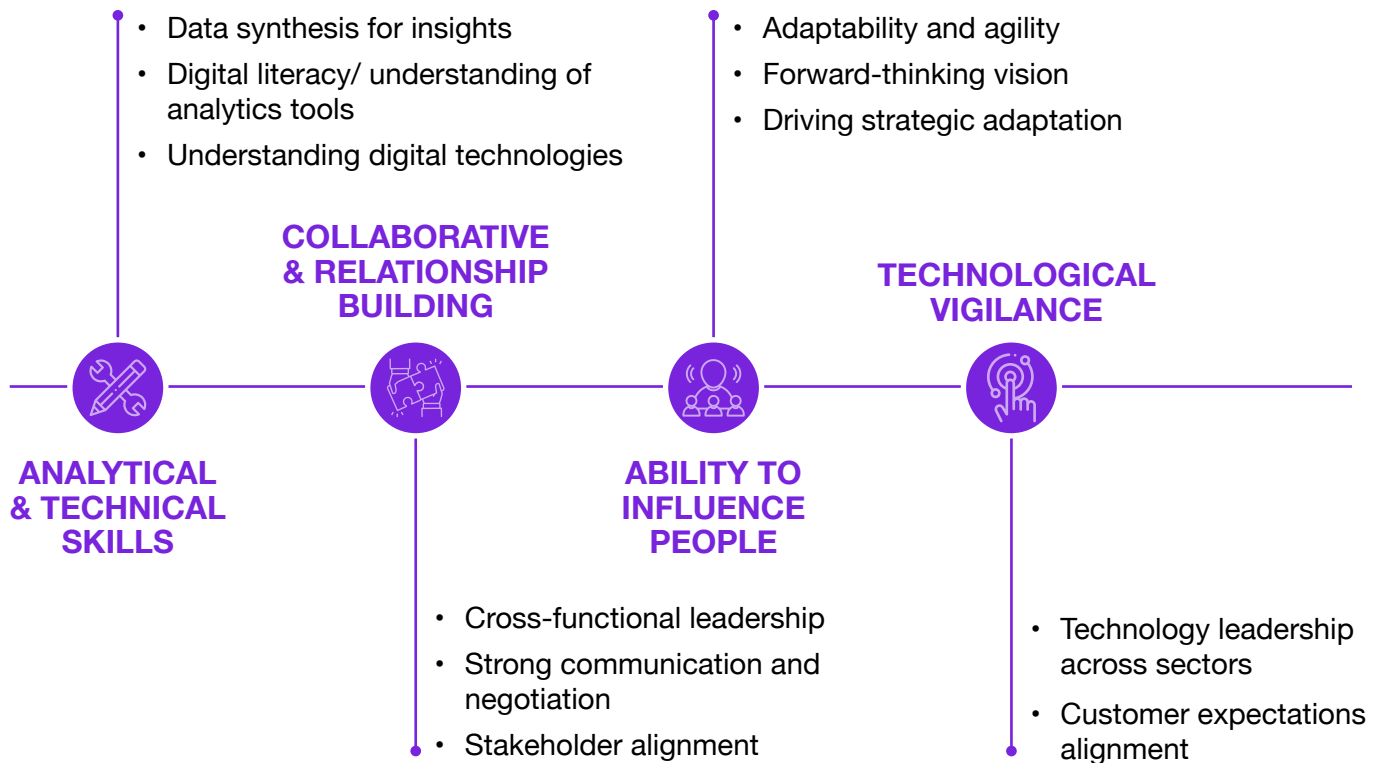 • Data synthesis for insights
• Digital literacy/ understanding of
analytics tools
• Understanding digital technologies
• Adaptability and agility
• Forward-thinking vision
• Driving strategic adaptation
COLLABORATIVE
& RELATIONSHIP
BUILDING
TECHNOLOGICAL
VIGILANCE
ANALYTICAL
& TECHNICAL
SKILLS
ABILITY TO
INFLUENCE
PEOPLE
• Cross-functional leadership
• Strong communication and
negotiation
• Stakeholder alignment
• Technology leadership
across sectors
• Customer expectations
alignment